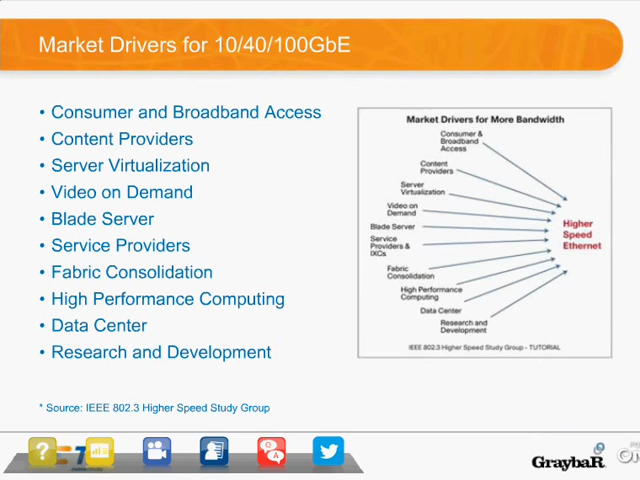 Market Drivers for 10/40/100GbE
• Consumer and Broadband Access
• Content Providers
• Server Virtualization
• Video on Demand
• Blade Server
• Service Providers
• Fabric Consolidation
• High Performance Computing
• Data Center
• Research and Development
* Source: IEEE 802.3 Higher Speed Study Group
Market Drivers for More Bandwidth
Consumer &
Broadband
Access
Content
Providers
Server
Virtualization
Video on
Demand
Blade Server
Service
Providers &
IXCs
Fabric
Consolidation
High Performance
Computing
Data Center
Research and
Development
Higher
Speed
Ethernet
IEEE 802.3 Higher Speed Study Group - TUTORIAL
?
Q
A
GraybaR